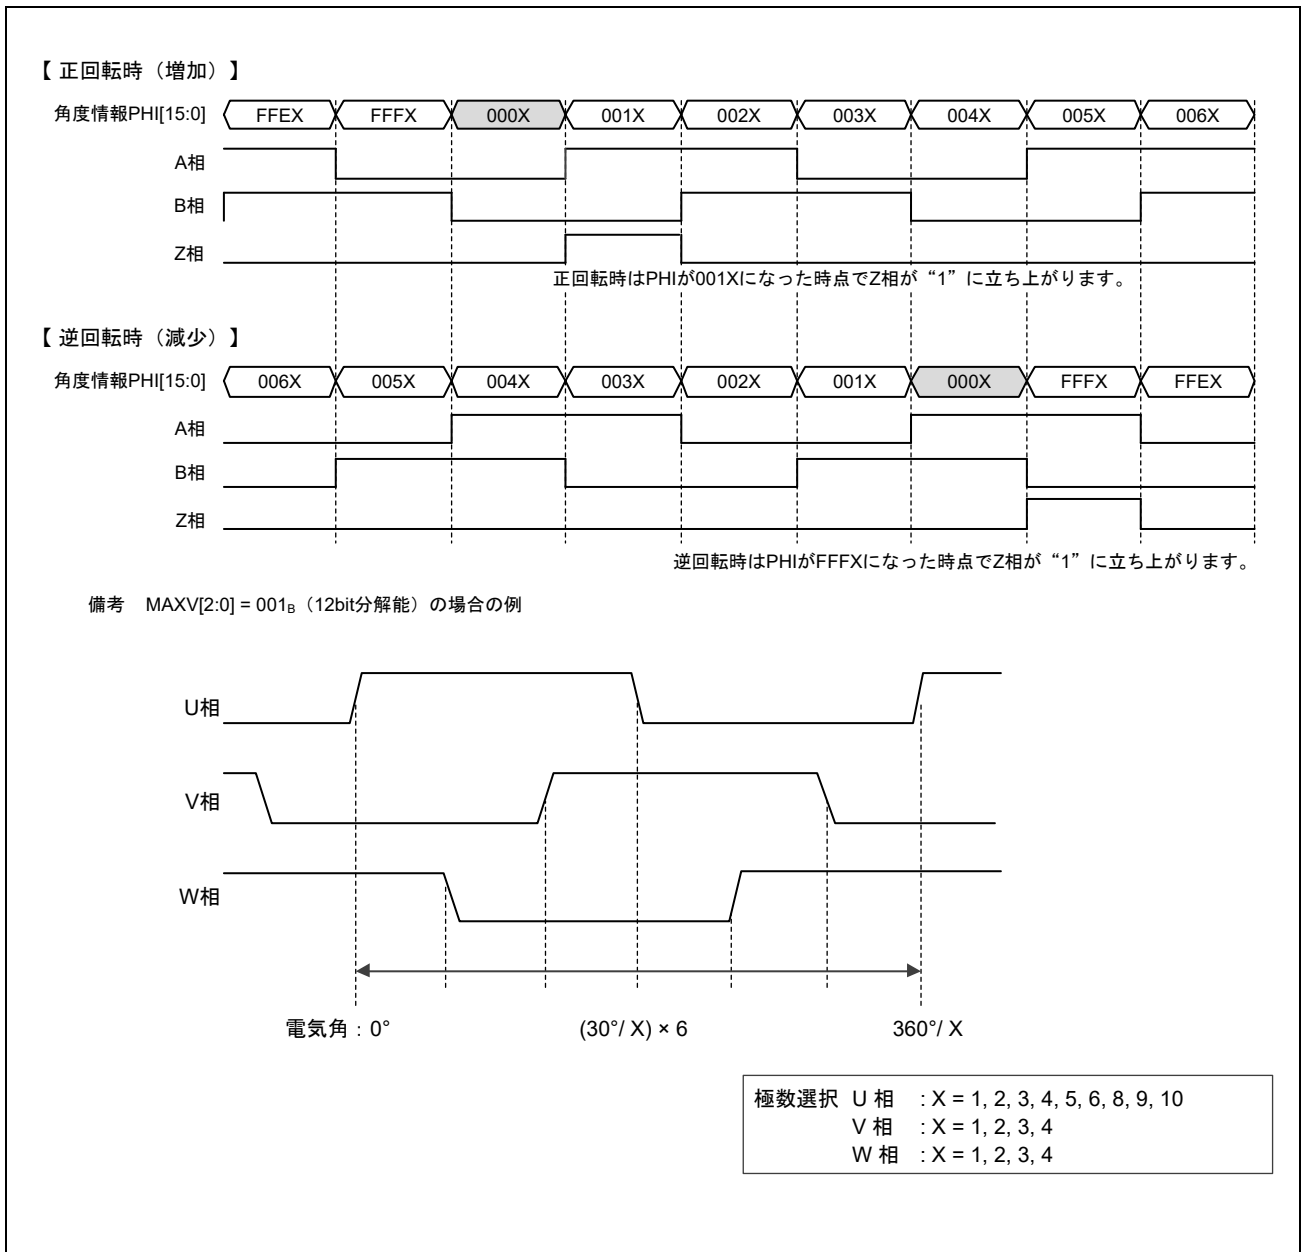 【 正回転時（増加）】
角度情報PHI[15:0] FFEX FFFX 000X 001X 002X 003X 004X 005X 006X
A相
B相
Z相
正回転時はPHIが001Xになった時点でZ相が“1”に立ち上がります。
【 逆回転時（減少）】
角度情報PHI[15:0] 006X 005X 004X 003X 002X 001X 000X FFFX FFEX
A相
B相
Z相
逆回転時はPHIがFFFXになった時点でZ相が“1”に立ち上がります。
備考 MAXV[2:0] = 001B（12bit分解能）の場合の例
U相
V相
W相
電気角：0° (30°/ X) × 6 360°/ X
極数選択 U 相 : X = 1, 2, 3, 4, 5, 6, 8, 9, 10
V 相 : X = 1, 2, 3, 4
W 相 : X = 1, 2, 3, 4